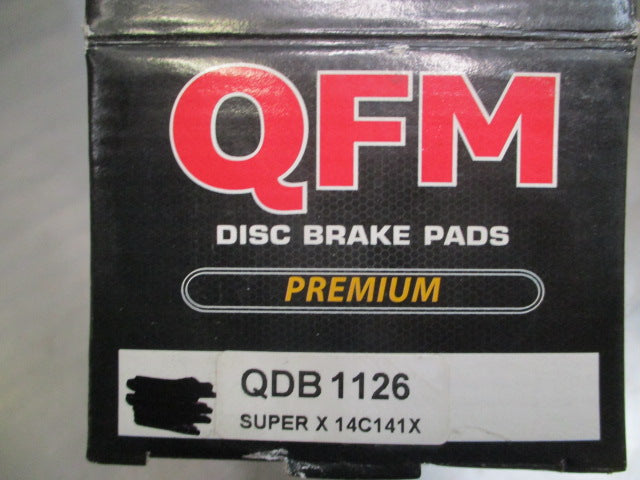 QFM
DISC BRAKE PADS
PREMIUM
QDB 1126
SUPER X 14C141X